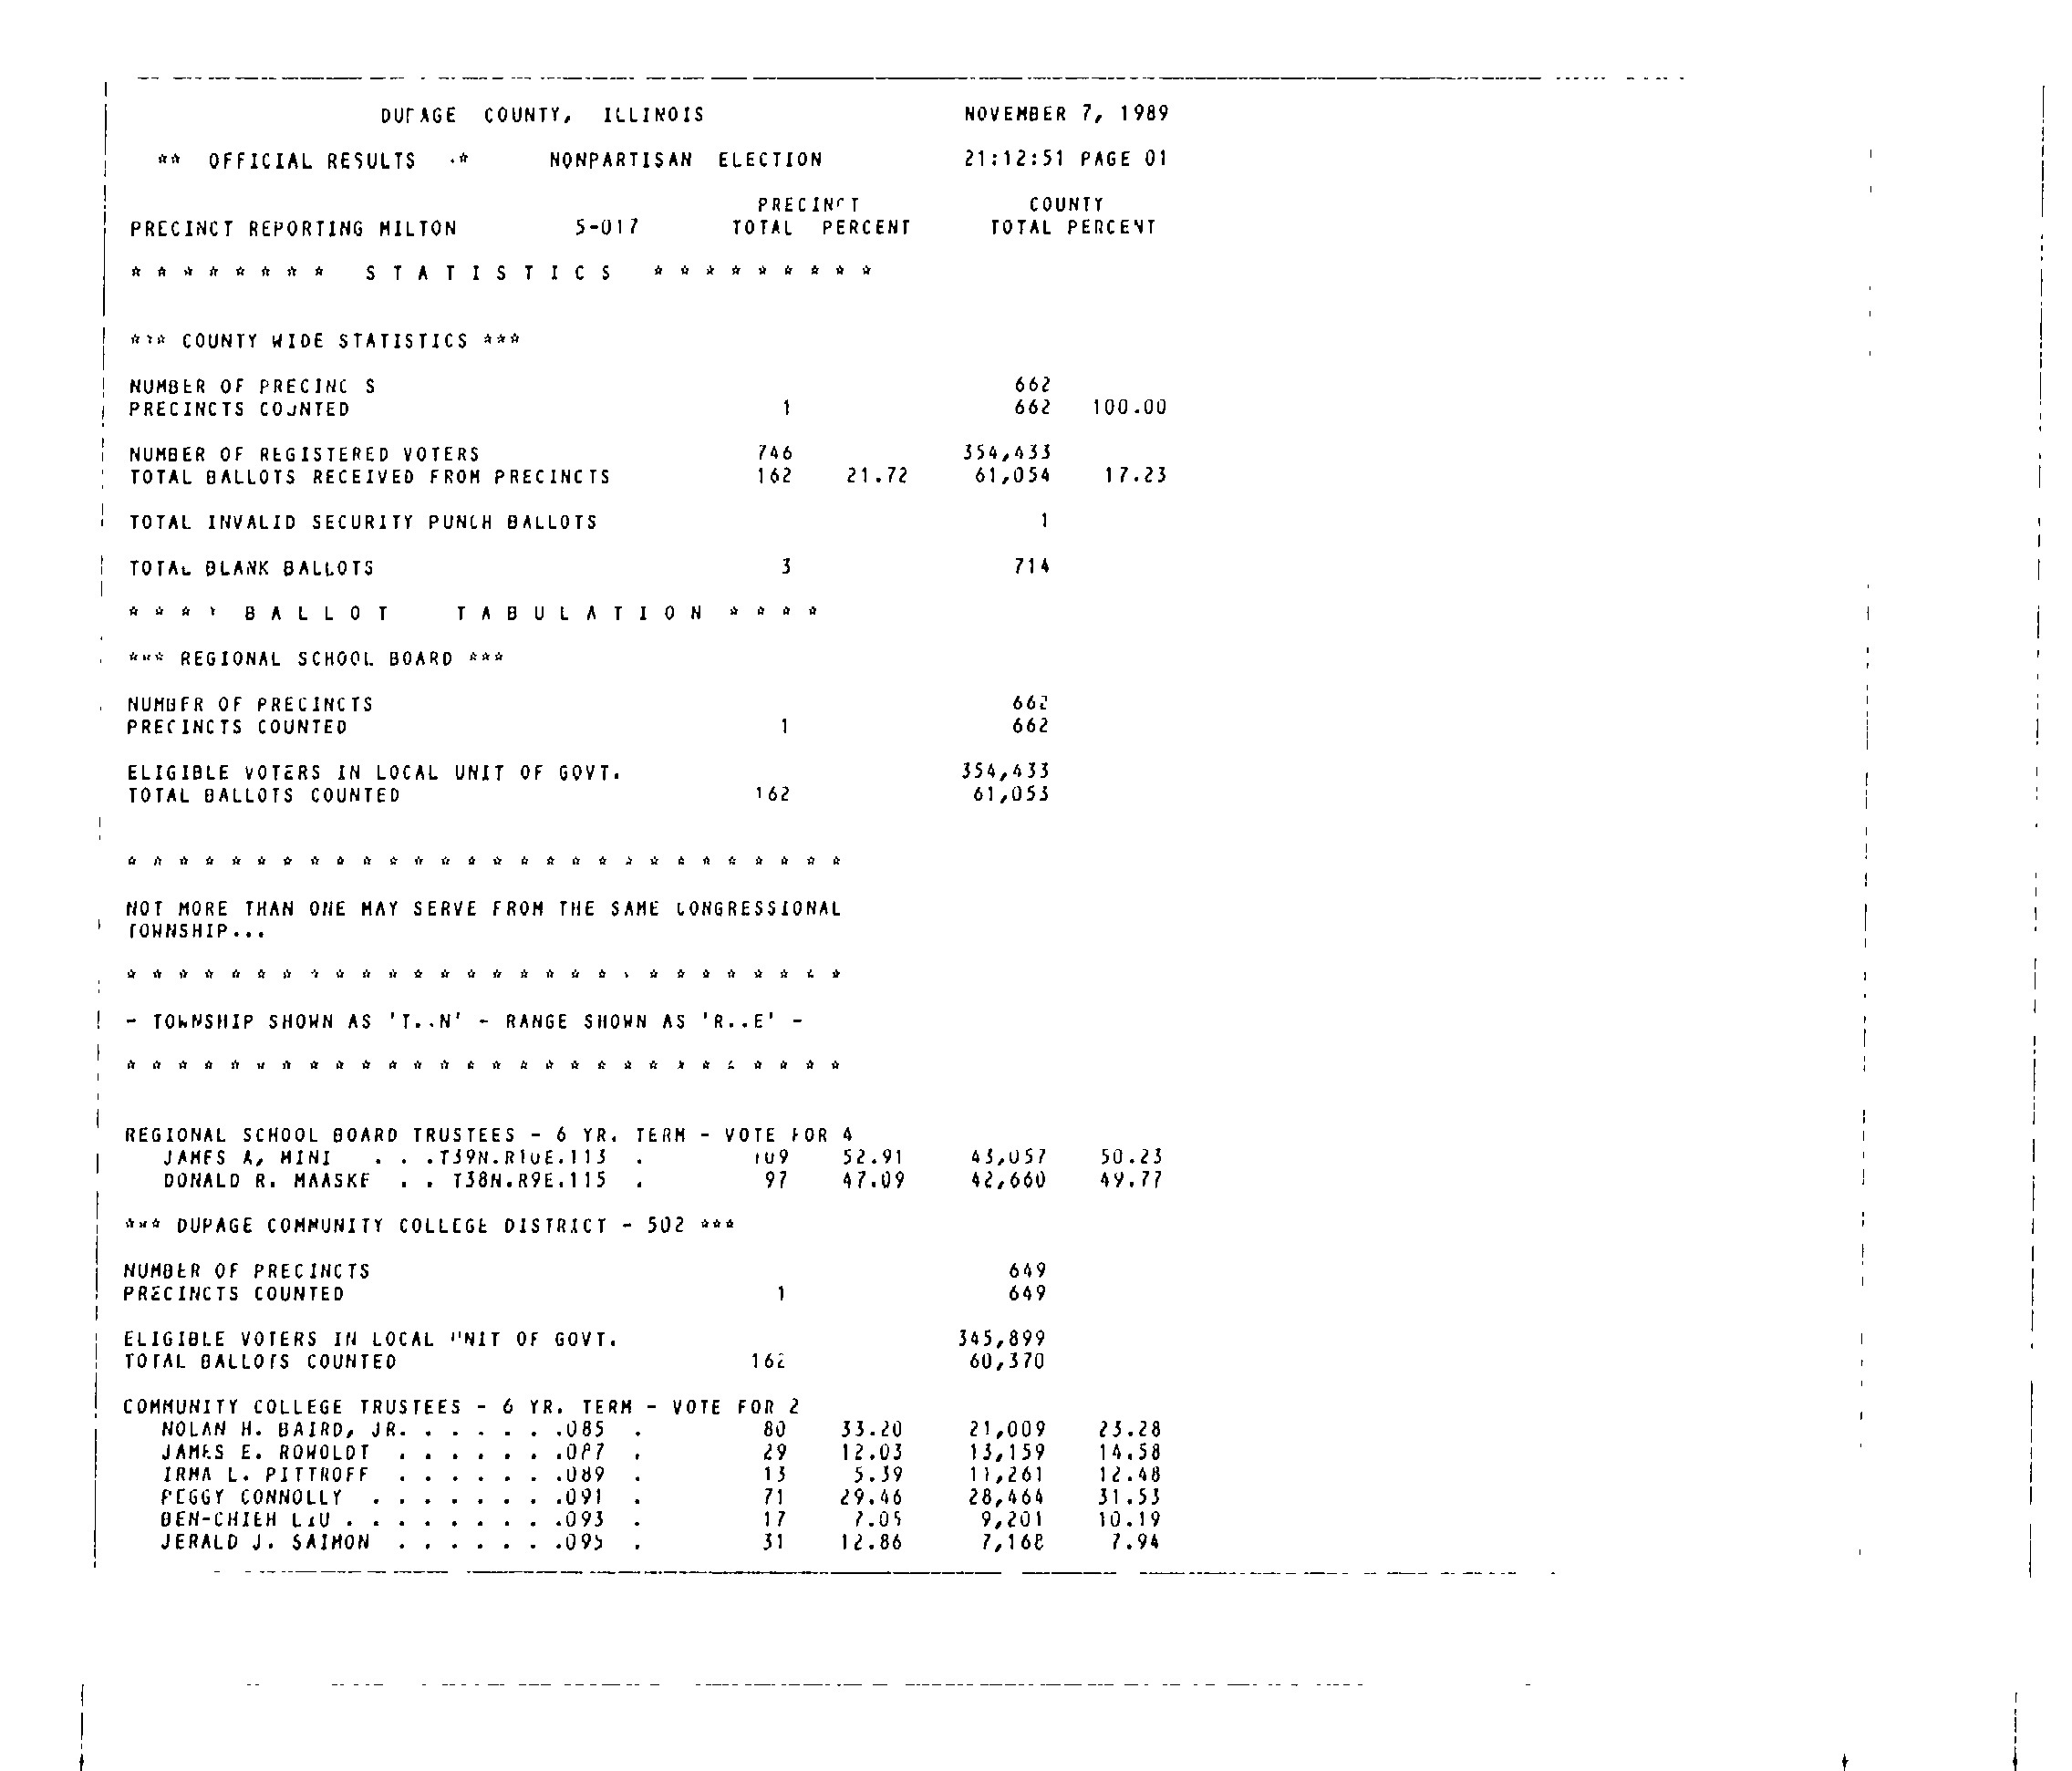 DUPAGE COUNTY, ILLINOIS NOVEMBER 7, 1989
** OFFICIAL RESULTS ** NONPARTISAN ELECTION 21:12:51 PAGE 01
PRECINCT COUNTY
PRECINCT REPORTING MILTON 5-017 TOTAL PERCENT TOTAL PERCENT
* * * * * * * * S T A T I S T I C S * * * * * * * * *
*** COUNTY WIDE STATISTICS ***
NUMBER OF PRECINC S 662
PRECINCTS COUNTED 1 662 100.00
NUMBER OF REGISTERED VOTERS 746 354,433
TOTAL BALLOTS RECEIVED FROM PRECINCTS 162 21.72 61,054 17.23
TOTAL INVALID SECURITY PUNCH BALLOTS 1
TOTAL BLANK BALLOTS 3 714
* * * * B A L L O T T A B U L A T I O N * * * *
*** REGIONAL SCHOOL BOARD ***
NUMBER OF PRECINCTS 662
PRECINCTS COUNTED 1 662
ELIGIBLE VOTERS IN LOCAL UNIT OF GOVT. 354,433
TOTAL BALLOTS COUNTED 162 61,053
* * * * * * * * * * * * * * * * * * * * * * * * * * * *
NOT MORE THAN ONE MAY SERVE FROM THE SAME CONGRESSIONAL
TOWNSHIP...
* * * * * * * * * * * * * * * * * * * * * * * * * * * *
- TOWNSHIP SHOWN AS 'T..N' - RANGE SHOWN AS 'R..E' -
* * * * * * * * * * * * * * * * * * * * * * * * * * * *
REGIONAL SCHOOL BOARD TRUSTEES - 6 YR. TERM - VOTE FOR 4
JAMES A, MINI . . .T39N.R10E.113 . 109 52.91 43,057 50.23
DONALD R. MAASKE . . T38N.R9E.115 . 97 47.09 42,660 49.77
*** DUPAGE COMMUNITY COLLEGE DISTRICT - 502 ***
NUMBER OF PRECINCTS 649
PRECINCTS COUNTED 1 649
ELIGIBLE VOTERS IN LOCAL UNIT OF GOVT. 345,899
TOTAL BALLOTS COUNTED 162 60,370
COMMUNITY COLLEGE TRUSTEES - 6 YR. TERM - VOTE FOR 2
NOLAN H. BAIRD, JR. . . . . . .085 . 80 33.20 21,009 23.28
JAMES E. ROWOLDT . . . . . . .087 . 29 12.03 13,159 14.58
IRMA L. PITTROFF . . . . . . .089 . 13 5.39 11,261 12.48
PEGGY CONNOLLY . . . . . . . .091 . 71 29.46 28,464 31.53
BEN-CHIEH LIU . . . . . . . . .093 . 17 7.05 9,201 10.19
JERALD J. SAIMON . . . . . . .095 . 31 12.86 7,168 7.94